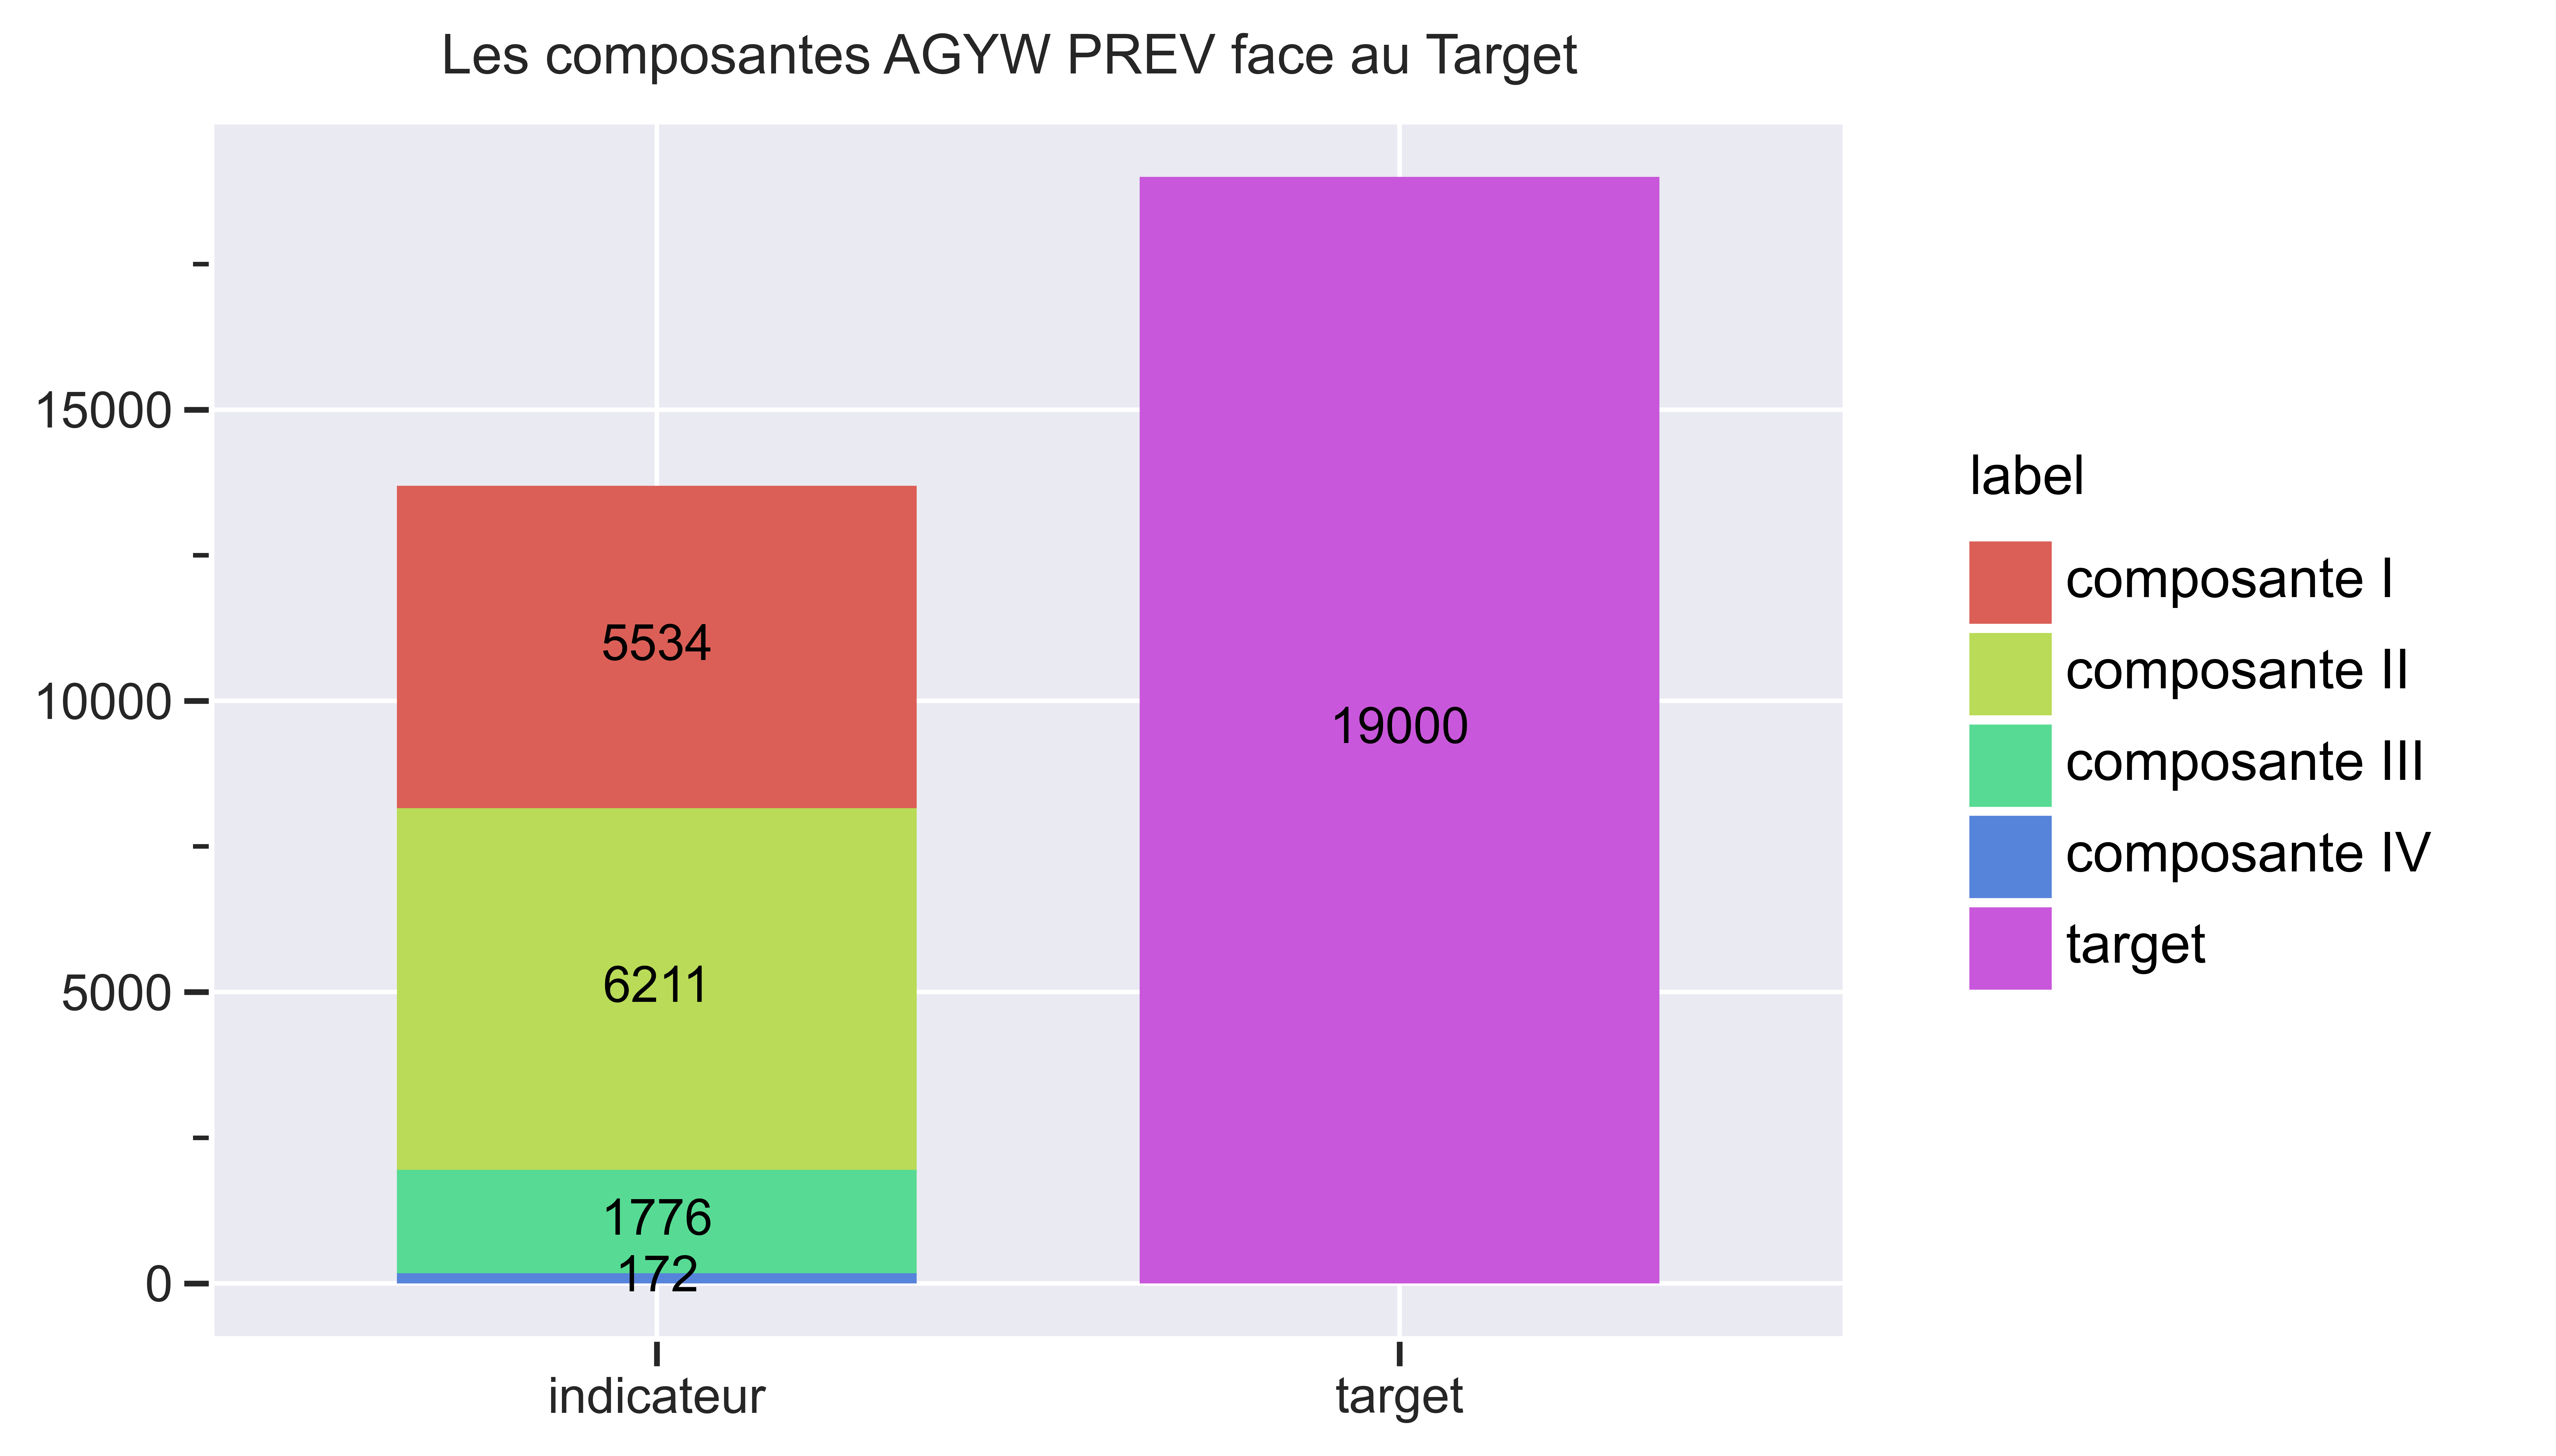 Les composantes AGYW PREV face au Target
15000
10000
5000
0
5534
6211
1776
172
19000
indicateur
target
label
composante I
composante II
composante III
composante IV
target